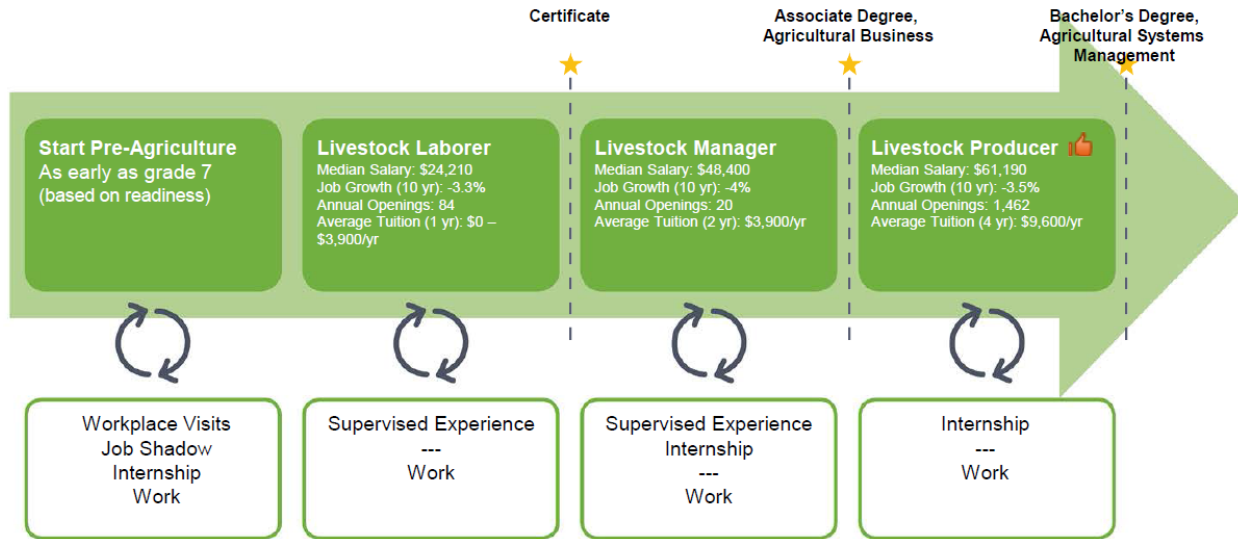 Certificate
Associate Degree,
Agricultural Business
Bachelor's Degree,
Agricultural Systems
Management
Start Pre-Agriculture
As early as grade 7
(based on readiness)
Livestock Laborer
Median Salary: $24,210
Job Growth (10 yr): -3.3%
Annual Openings: 84
Average Tuition (1 yr): $0 –
$3,900/yr
Livestock Manager
Median Salary: $48,400
Job Growth (10 yr): -4%
Annual Openings: 20
Average Tuition (2 yr): $3,900/yr
Livestock Producer
Median Salary: $61,190
Job Growth (10 yr): -3.5%
Annual Openings: 1,462
Average Tuition (4 yr): $9,600/yr
Workplace Visits
Job Shadow
Internship
Work
Supervised Experience
---
Work
Supervised Experience
Internship
---
Work
Internship
---
Work